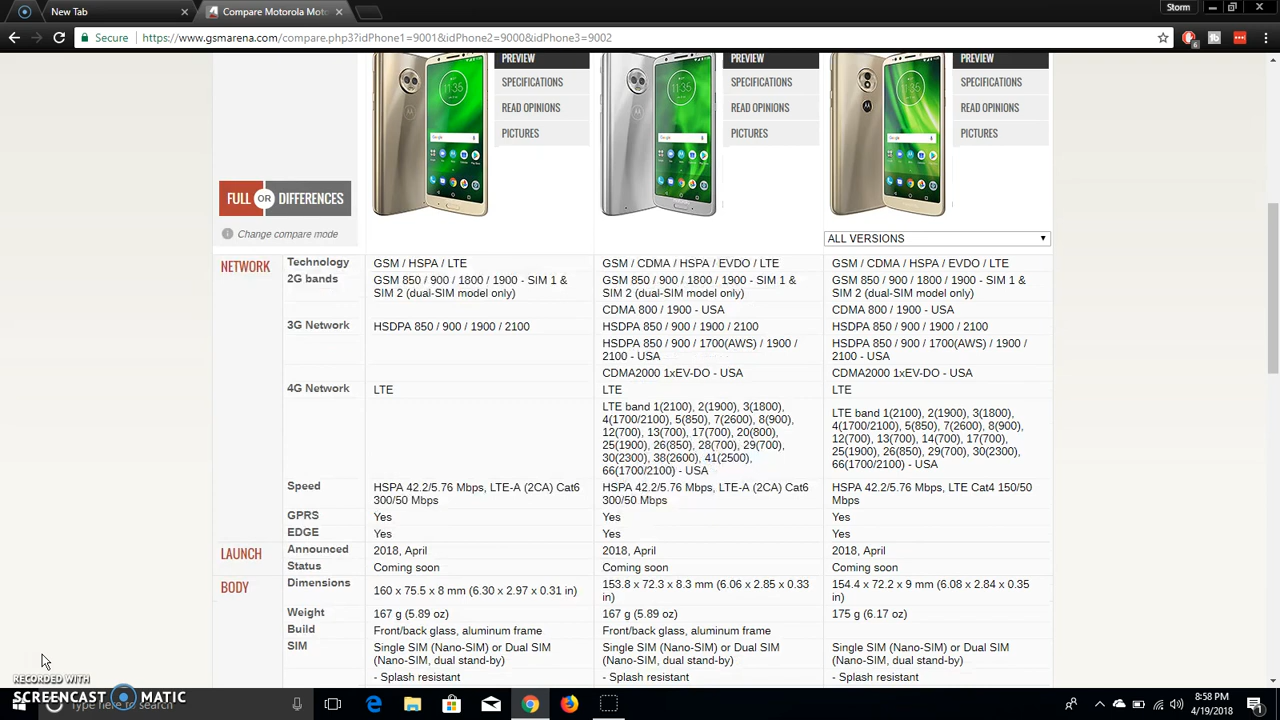 New Tab
Compare Motorola Mot
Storm
Secure
https://www.gsmarena.com/compare.php3?idPhone1=9001&idPhone2=9000&idPhone3=9002
PREVIEW
SPECIFICATIONS
READ OPINIONS
PICTURES
PREVIEW
SPECIFICATIONS
READ OPINIONS
PICTURES
PREVIEW
SPECIFICATIONS
READ OPINIONS
PICTURES
FULL OR DIFFERENCES
Change compare mode
ALL VERSIONS
NETWORK Technology GSM / HSPA / LTE GSM / CDMA / HSPA / EVDO / LTE GSM / CDMA / HSPA / EVDO / LTE
2G bands GSM 850 / 900 / 1800 / 1900 - SIM 1 & GSM 850 / 900 / 1800 / 1900 - SIM 1 & GSM 850 / 900 / 1800 / 1900 - SIM 1 &
SIM 2 (dual-SIM model only) SIM 2 (dual-SIM model only) SIM 2 (dual-SIM model only)
CDMA 800 / 1900 - USA CDMA 800 / 1900 - USA
3G Network HSDPA 850 / 900 / 1900 / 2100 HSDPA 850 / 900 / 1900 / 2100 HSDPA 850 / 900 / 1900 / 2100
HSDPA 850 / 900 / 1700(AWS) / 1900 / HSDPA 850 / 900 / 1700(AWS) / 1900 /
2100 - USA 2100 - USA
CDMA2000 1xEV-DO - USA CDMA2000 1xEV-DO - USA
4G Network LTE LTE LTE
LTE band 1(2100), 2(1900), 3(1800), LTE band 1(2100), 2(1900), 3(1800),
4(1700/2100), 5(850), 7(2600), 8(900), 4(1700/2100), 5(850), 7(2600), 8(900),
12(700), 13(700), 17(700), 20(800), 12(700), 13(700), 14(700), 17(700),
25(1900), 26(850), 28(700), 29(700), 25(1900), 26(850), 29(700), 30(2300),
30(2300), 38(2600), 41(2500), 66(1700/2100) - USA
66(1700/2100) - USA
Speed HSPA 42.2/5.76 Mbps, LTE-A (2CA) Cat6 HSPA 42.2/5.76 Mbps, LTE-A (2CA) Cat6 HSPA 42.2/5.76 Mbps, LTE Cat4 150/50
300/50 Mbps 300/50 Mbps Mbps
GPRS Yes Yes Yes
EDGE Yes Yes Yes
LAUNCH Announced 2018, April 2018, April 2018, April
Status Coming soon Coming soon Coming soon
BODY Dimensions 160 x 75.5 x 8 mm (6.30 x 2.97 x 0.31 in) 153.8 x 72.3 x 8.3 mm (6.06 x 2.85 x 0.33 154.4 x 72.2 x 9 mm (6.08 x 2.84 x 0.35
in) in)
Weight 167 g (5.89 oz) 167 g (5.89 oz) 175 g (6.17 oz)
Build Front/back glass, aluminum frame Front/back glass, aluminum frame
SIM Single SIM (Nano-SIM) or Dual SIM Single SIM (Nano-SIM) or Dual SIM Single SIM (Nano-SIM) or Dual SIM
(Nano-SIM, dual stand-by) (Nano-SIM, dual stand-by) (Nano-SIM, dual stand-by)
- Splash resistant - Splash resistant - Splash resistant
RECORDED WITH
SCREENCAST MATIC
Type here to search
8:58 PM
4/19/2018